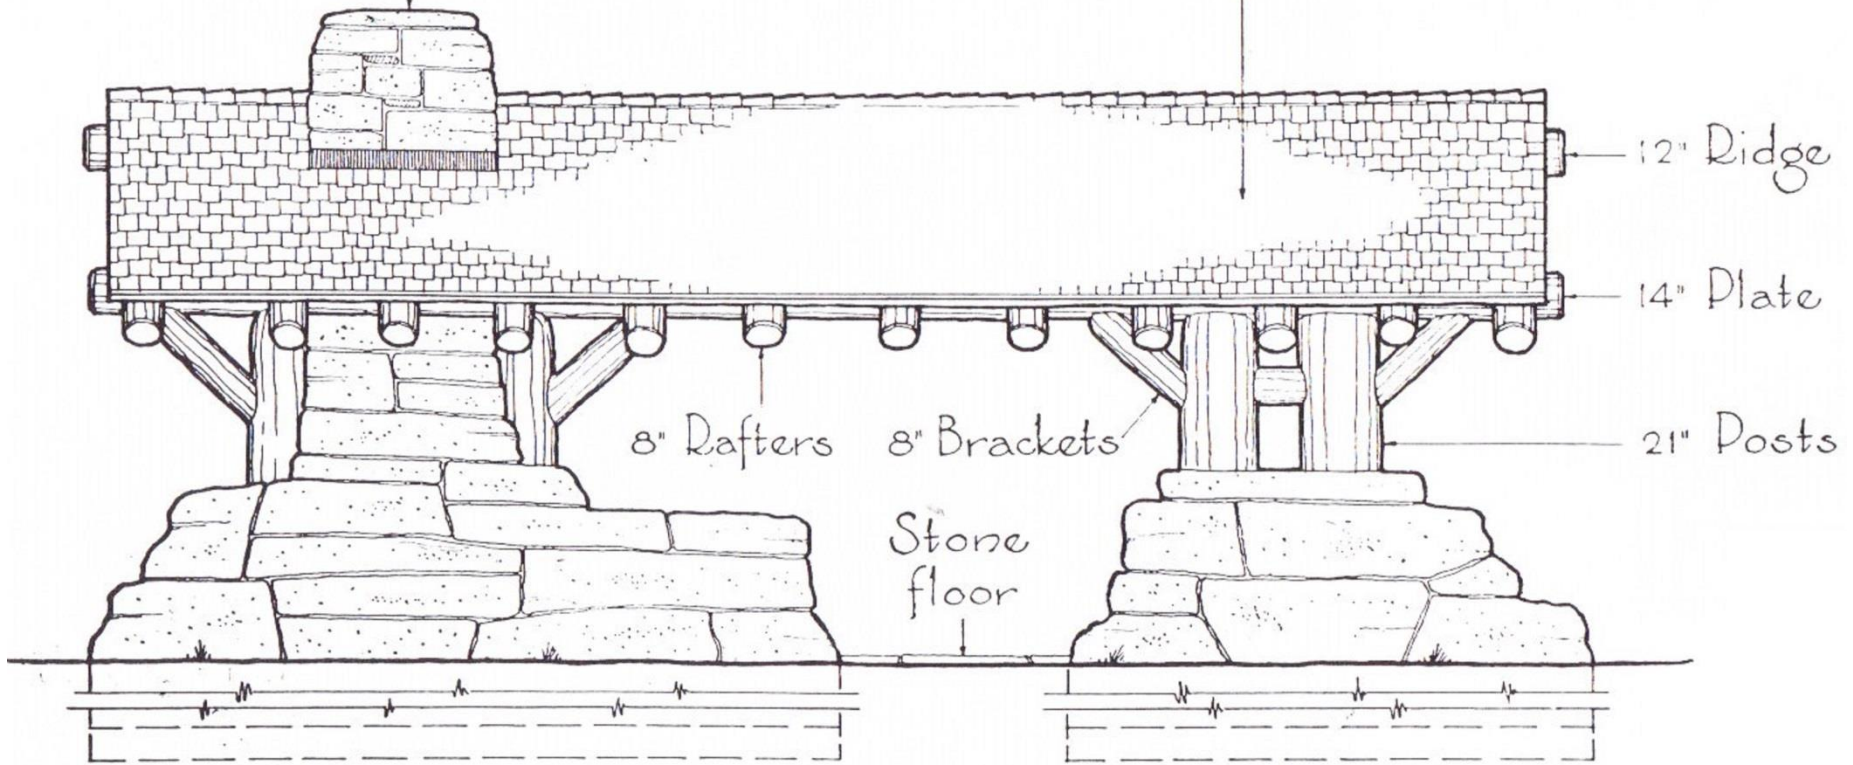 12" Ridge
14" Plate
8" Rafters
8" Brackets
21" Posts
Stone
floor